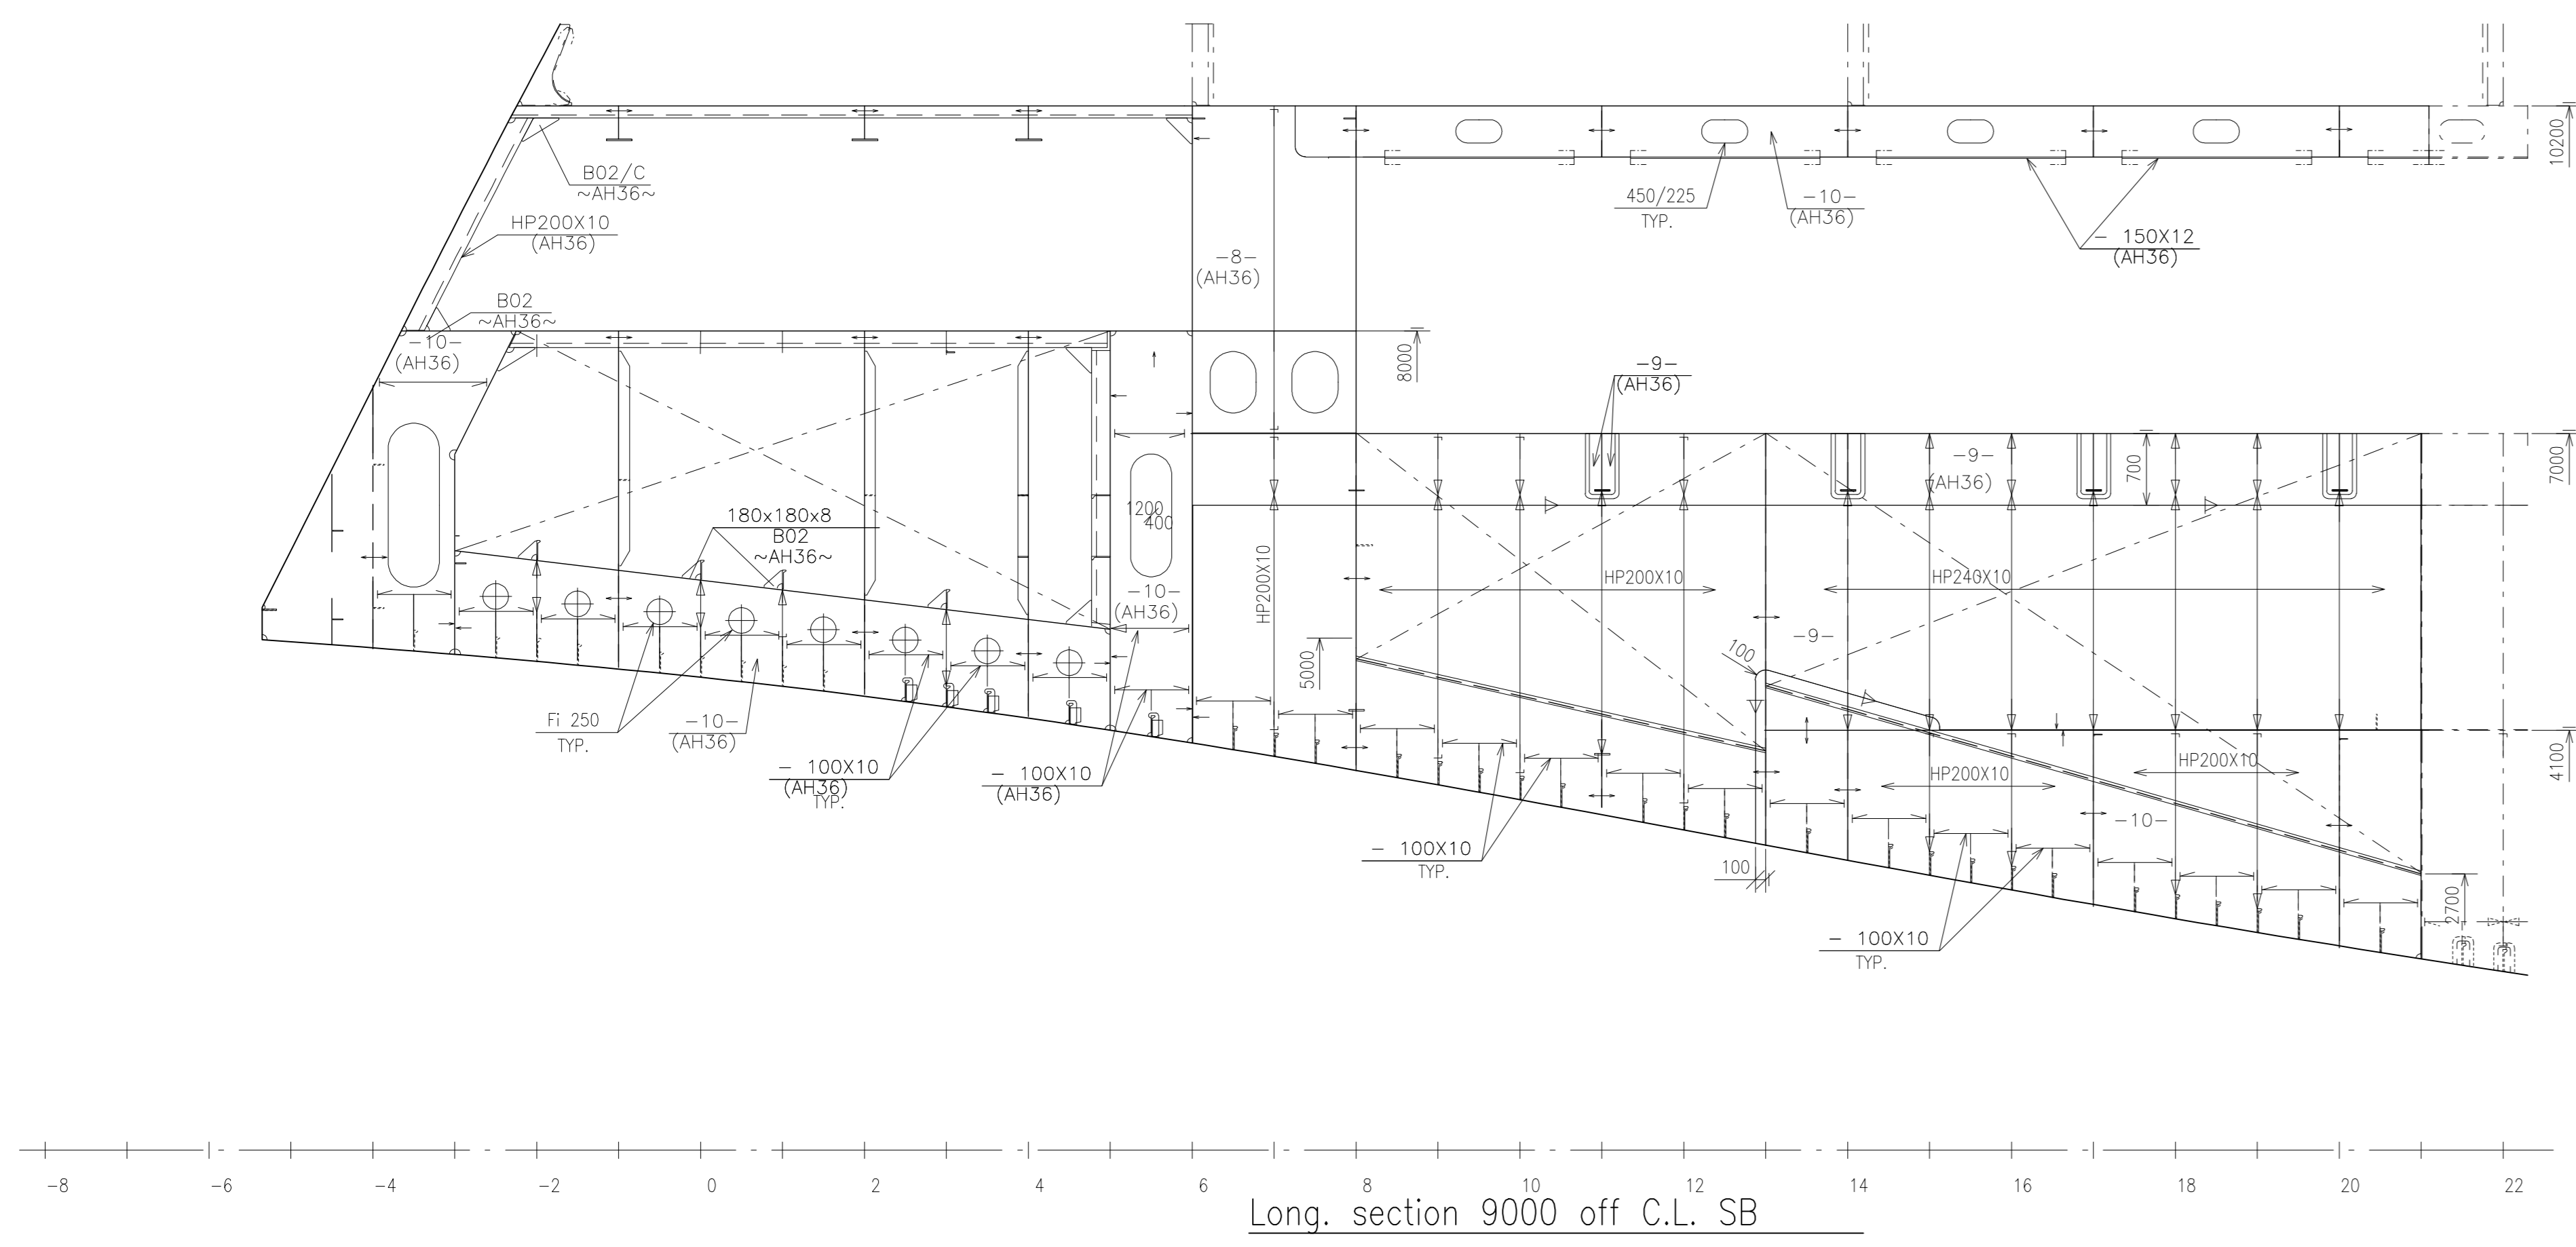 10200
B02/C
~AH36~
450/225
TYP.
-10-
(AH36)
HP200X10
(AH36)
- 150X12
(AH36)
-8-
(AH36)
B02
~AH36~
-10-
(AH36)
8000
-9-
(AH36)
7000
-9-
(AH36)
700
1200
400
180x180x8
B02
~AH36~
HP200X10
HP200X10
HP240X10
-10-
(AH36)
-9-
100
5000
Fi 250
TYP.
-10-
(AH36)
- 100X10
(AH36)
TYP.
- 100X10
(AH36)
HP200X10
HP200X10
4100
-10-
- 100X10
TYP.
100
2700
- 100X10
TYP.
-8 -6 -4 -2 0 2 4 6 8 10 12 14 16 18 20 22
Long. section 9000 off C.L. SB